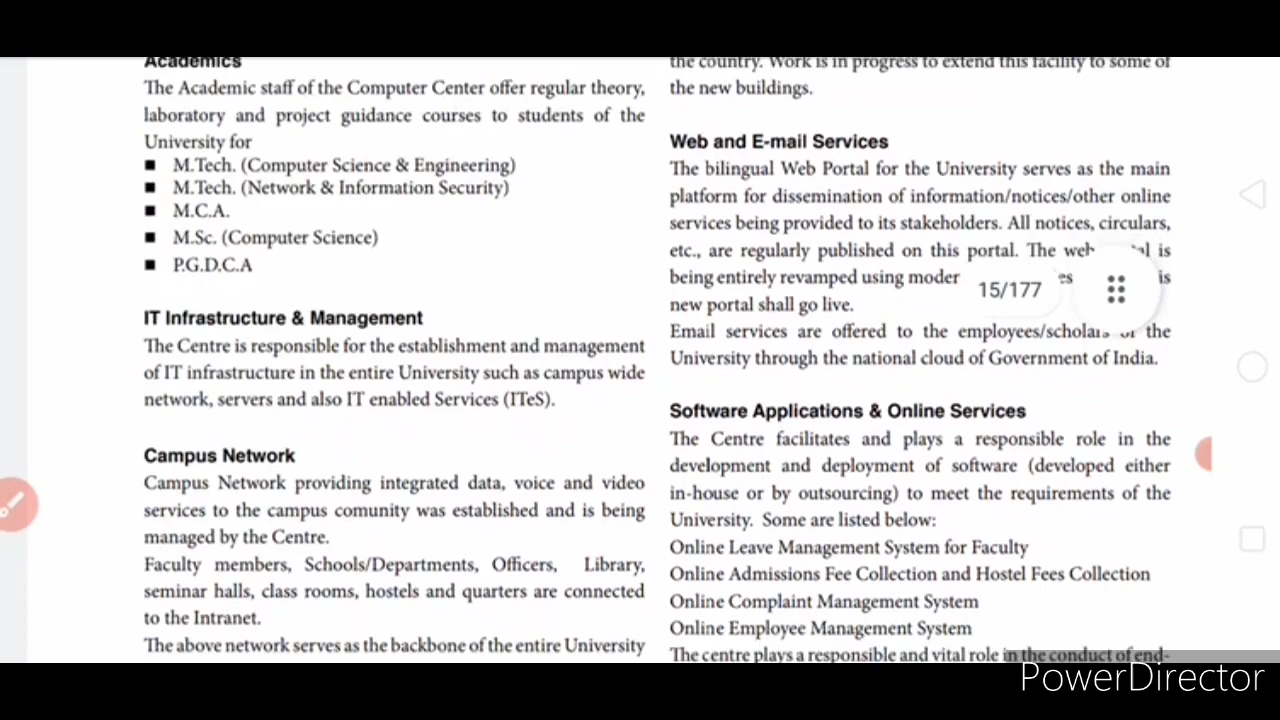 Academics
The Academic staff of the Computer Center offer regular theory,
laboratory and project guidance courses to students of the
University for
■ M.Tech. (Computer Science & Engineering)
■ M.Tech. (Network & Information Security)
■ M.C.A.
■ M.Sc. (Computer Science)
■ P.G.D.C.A
IT Infrastructure & Management
The Centre is responsible for the establishment and management
of IT infrastructure in the entire University such as campus wide
network, servers and also IT enabled Services (ITeS).
Campus Network
Campus Network providing integrated data, voice and video
services to the campus comunity was established and is being
managed by the Centre.
Faculty members, Schools/Departments, Officers, Library,
seminar halls, class rooms, hostels and quarters are connected
to the Intranet.
The above network serves as the backbone of the entire University
the country. Work is in progress to extend this facility to some of
the new buildings.
Web and E-mail Services
The bilingual Web Portal for the University serves as the main
platform for dissemination of information/notices/other online
services being provided to its stakeholders. All notices, circulars,
etc., are regularly published on this portal. The web is
being entirely revamped using
new portal shall go live.
Email services are offered to the employees/scholars of the
University through the national cloud of Government of India.
Software Applications & Online Services
The Centre facilitates and plays a responsible role in the
development and deployment of software (developed either
in-house or by outsourcing) to meet the requirements of the
University. Some are listed below:
Online Leave Management System for Faculty
Online Admissions Fee Collection and Hostel Fees Collection
Online Complaint Management System
Online Employee Management System
The centre plays a responsible and vital role in the conduct of end-
15/177
PowerDirector